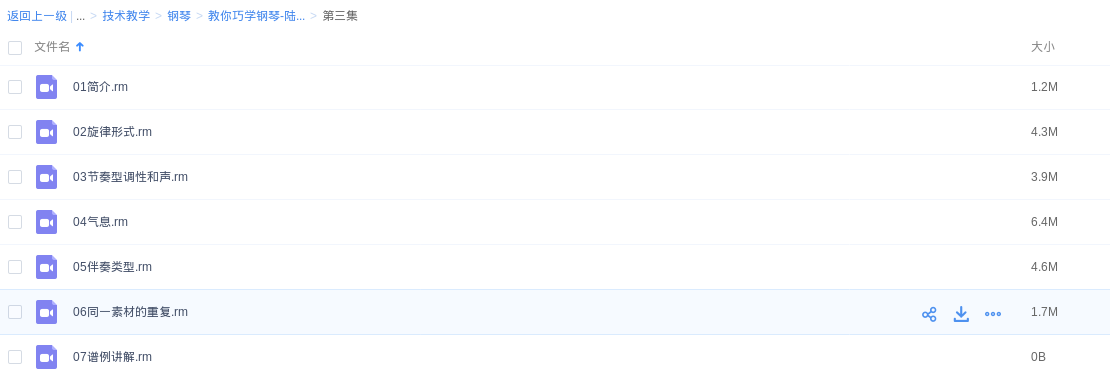 返回上一级 | ... > 技术教学 > 钢琴 > 教你巧学钢琴-陆... > 第三集
文件名 大小
01简介.rm 1.2M
02旋律形式.rm 4.3M
03节奏型调性和声.rm 3.9M
04气息.rm 6.4M
05伴奏类型.rm 4.6M
06同一素材的重复.rm 1.7M
07谱例讲解.rm 0B